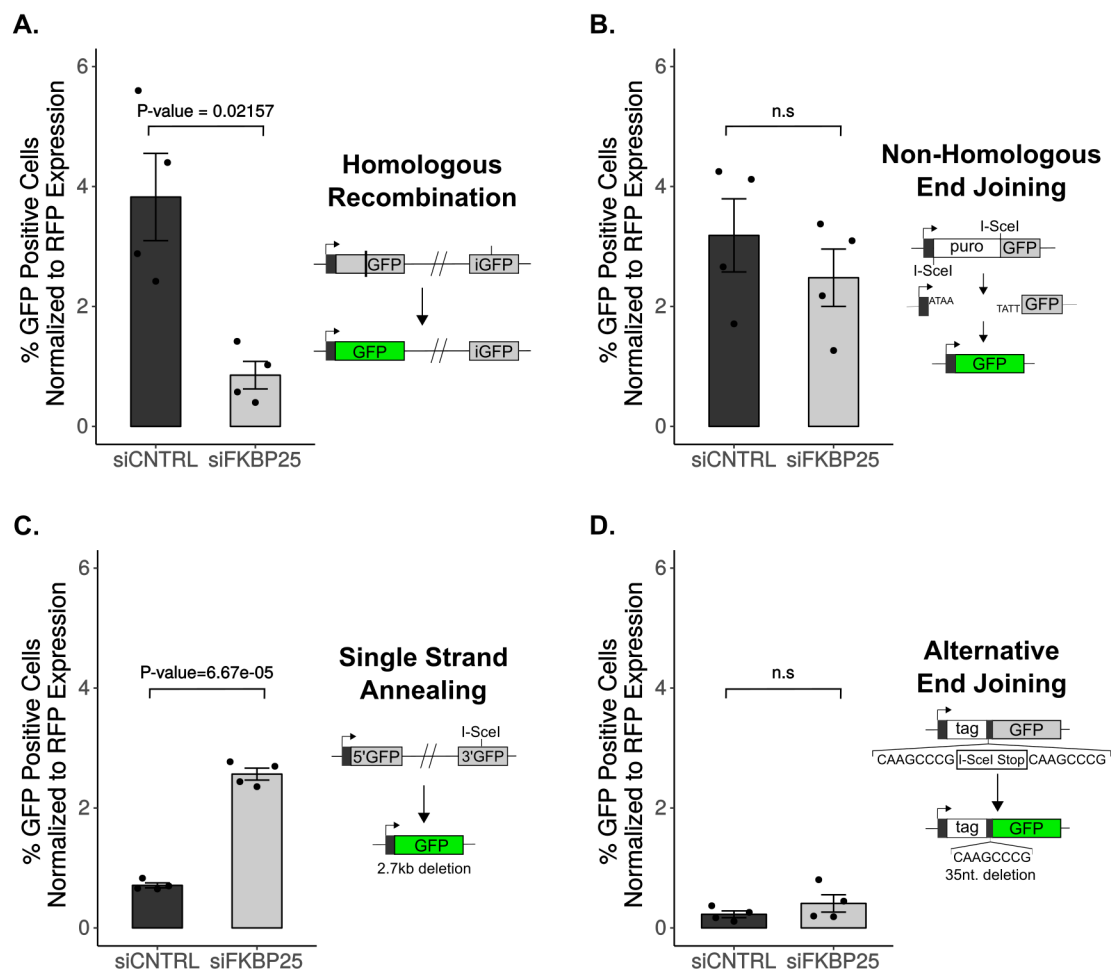 A.
% GFP Positive Cells
Normalized to RFP Expression
6
4
2
0
P-value = 0.02157
siCNTRL siFKBP25
Homologous
Recombination
GFP // iGFP
GFP // iGFP
B.
% GFP Positive Cells
Normalized to RFP Expression
6
4
2
0
n.s
siCNTRL siFKBP25
Non-Homologous
End Joining
I-SceI
puro GFP
I-SceI
ATAA TATT GFP
GFP
C.
% GFP Positive Cells
Normalized to RFP Expression
6
4
2
0
P-value=6.67e-05
siCNTRL siFKBP25
Single Strand
Annealing
I-SceI
5'GFP // 3'GFP
GFP
2.7kb deletion
D.
% GFP Positive Cells
Normalized to RFP Expression
6
4
2
0
n.s
siCNTRL siFKBP25
Alternative
End Joining
tag GFP
CAAGCCCG I-SceI Stop CAAGCCCG
tag GFP
CAAGCCCG
35nt. deletion